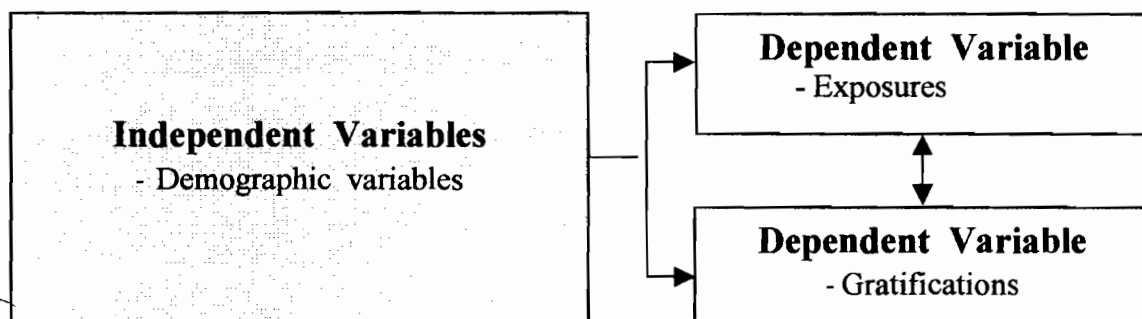 Independent Variables
- Demographic variables
Dependent Variable
- Exposures
Dependent Variable
- Gratifications